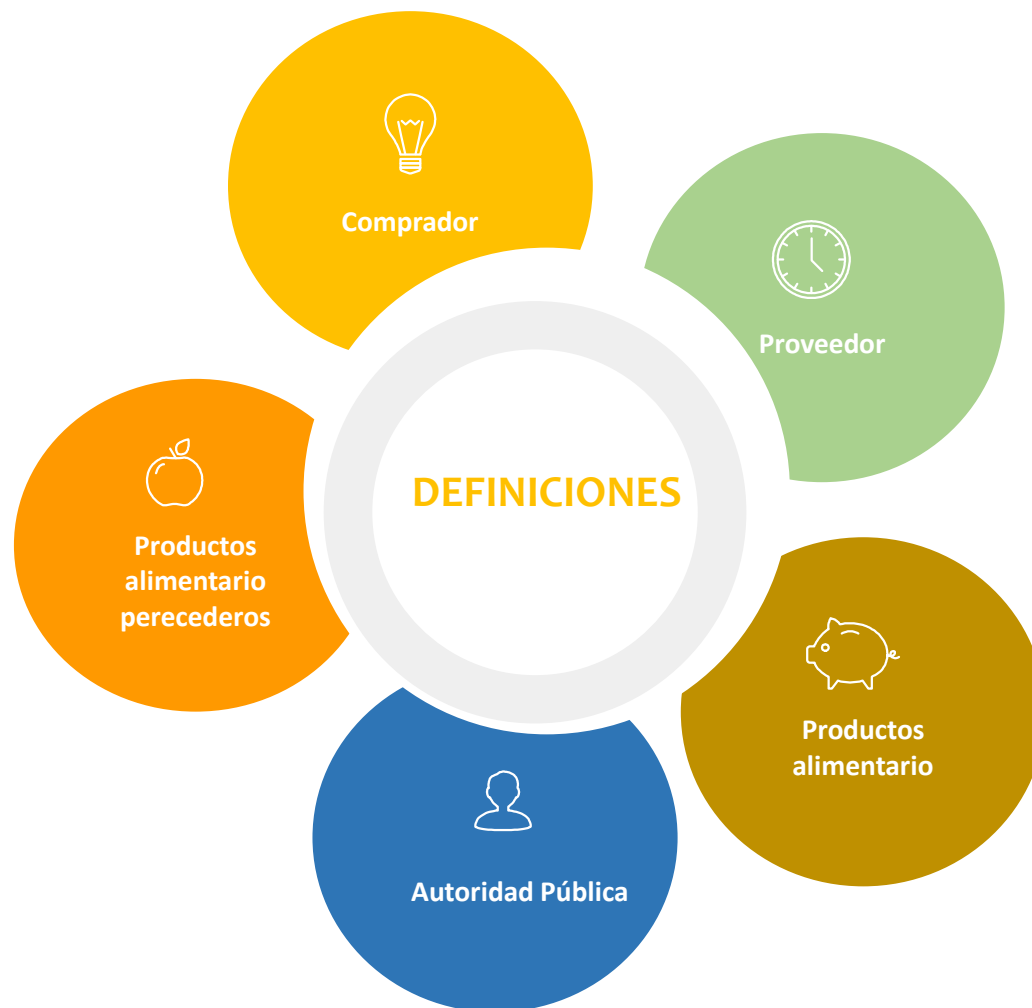 Comprador
Proveedor
DEFINICIONES
Productos
alimentario
perecederos
Productos
alimentario
Autoridad Pública